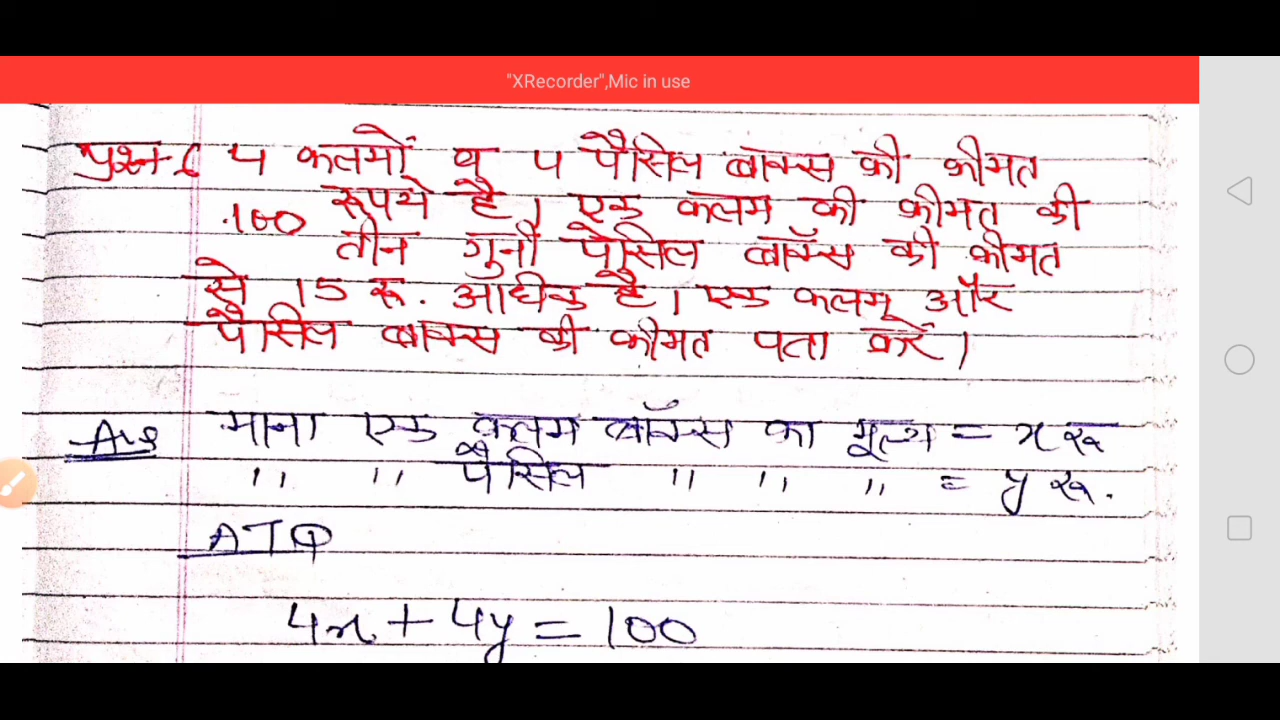 "XRecorder",Mic in use
प्रश्न-6 4 कलमों व 4 पैंसिल बाक्स की कीमत
100 रूपये है। एक कलम की कीमत की
तीन गुनी पेंसिल बॉक्स की कीमत
से 15 रू. अधिक है। एक कलम और
पैंसिल बाक्स की कीमत पता करें।
Ans माना एक कलम बॉक्स का मूल्य = x रू
" " पैंसिल " " " = y रू.
ATQ
4x + 4y = 100